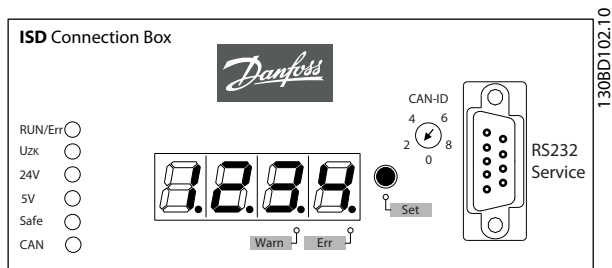 ISD Connection Box
130BD102.10
Danfoss
CAN-ID
4 6
2 8
0
RUN/Err
UZK
24V
5V
Safe
CAN
1.2.3.4.
Set
Warn Err
RS232
Service